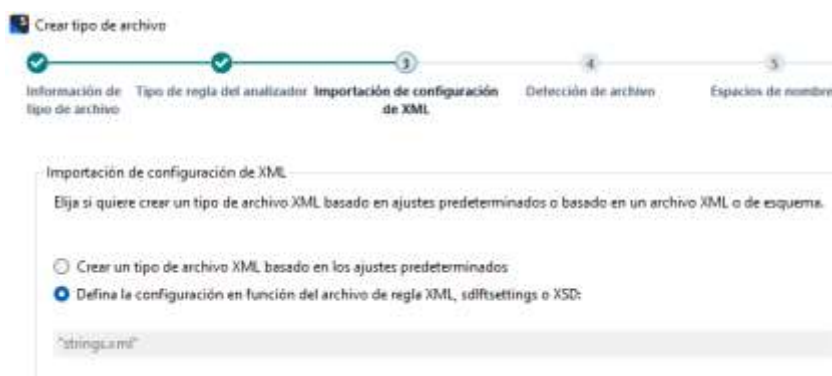 Crear tipo de archivo
3
4
5
Información de tipo de archivo
Tipo de regla del analizador
Importación de configuración de XML
Detección de archivo
Espacios de nombre
Importación de configuración de XML
Elija si quiere crear un tipo de archivo XML basado en ajustes predeterminados o basado en un archivo XML o de esquema.
Crear un tipo de archivo XML basado en los ajustes predeterminados
Defina la configuración en función del archivo de regla XML, sdlftsettings o XSD:
"strings.xml"